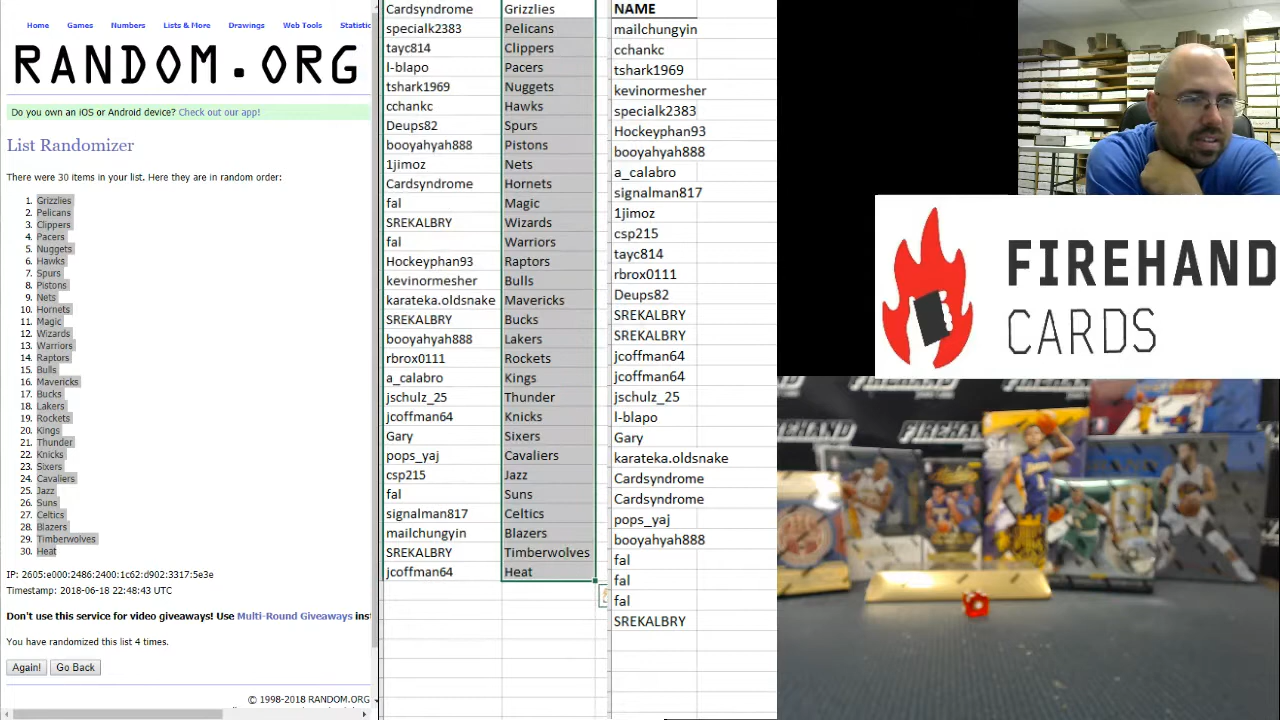 Home Games Numbers Lists & More Drawings Web Tools Statistic
RANDOM.ORG
Do you own an iOS or Android device? Check out our app!
List Randomizer
There were 30 items in your list. Here they are in random order:
1. Grizzlies
2. Pelicans
3. Clippers
4. Pacers
5. Nuggets
6. Hawks
7. Spurs
8. Pistons
9. Nets
10. Hornets
11. Magic
12. Wizards
13. Warriors
14. Raptors
15. Bulls
16. Mavericks
17. Bucks
18. Lakers
19. Rockets
20. Kings
21. Thunder
22. Knicks
23. Sixers
24. Cavaliers
25. Jazz
26. Suns
27. Celtics
28. Blazers
29. Timberwolves
30. Heat
IP: 2605:e000:2486:2400:1c62:d902:3317:5e3e
Timestamp: 2018-06-18 22:48:43 UTC
Don't use this service for video giveaways! Use Multi-Round Giveaways inst
You have randomized this list 4 times.
Again! Go Back
© 1998-2018 RANDOM.ORG
Cardsyndrome Grizzlies
specialk2383 Pelicans
tayc814 Clippers
l-blapo Pacers
tshark1969 Nuggets
cchankc Hawks
Deups82 Spurs
booyahyah888 Pistons
1jimoz Nets
Cardsyndrome Hornets
fal Magic
SREKALBRY Wizards
fal Warriors
Hockeyphan93 Raptors
kevinormesher Bulls
karateka.oldsnake Mavericks
SREKALBRY Bucks
booyahyah888 Lakers
rbrox0111 Rockets
a_calabro Kings
jschulz_25 Thunder
jcoffman64 Knicks
Gary Sixers
pops_yaj Cavaliers
csp215 Jazz
fal Suns
signalman817 Celtics
mailchungyin Blazers
SREKALBRY Timberwolves
jcoffman64 Heat
NAME
mailchungyin
cchankc
tshark1969
kevinormesher
specialk2383
Hockeyphan93
booyahyah888
a_calabro
signalman817
1jimoz
csp215
tayc814
rbrox0111
Deups82
SREKALBRY
SREKALBRY
jcoffman64
jcoffman64
jschulz_25
l-blapo
Gary
karateka.oldsnake
Cardsyndrome
Cardsyndrome
pops_yaj
booyahyah888
fal
fal
fal
SREKALBRY
FIREHAND
CARDS